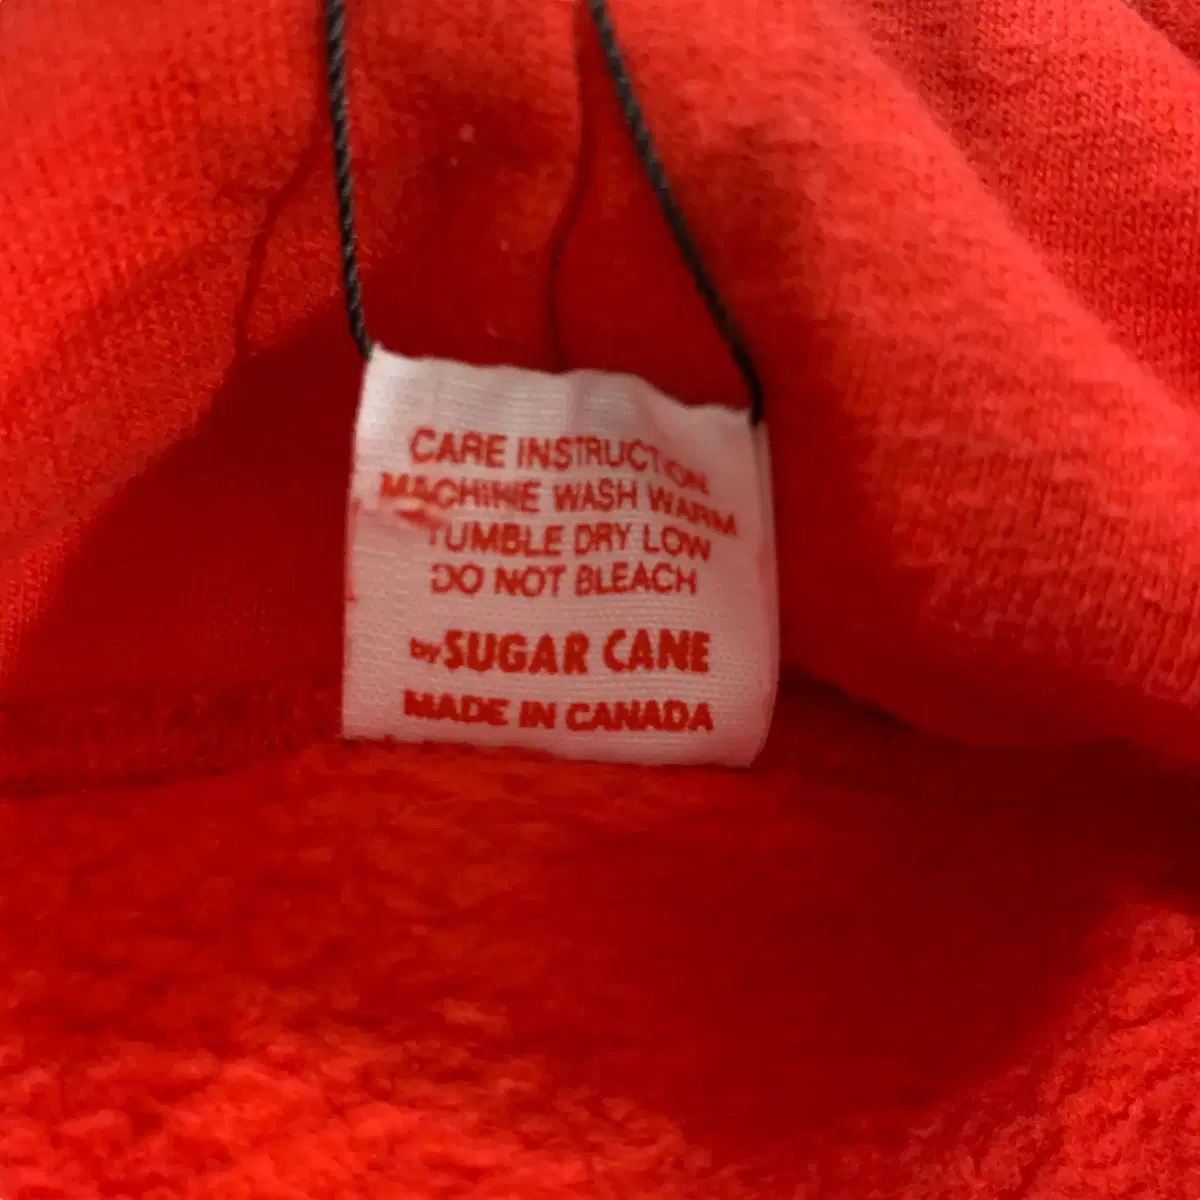 CARE INSTRUCTION
MACHINE WASH WARM
TUMBLE DRY LOW
DO NOT BLEACH
by SUGAR CANE
MADE IN CANADA